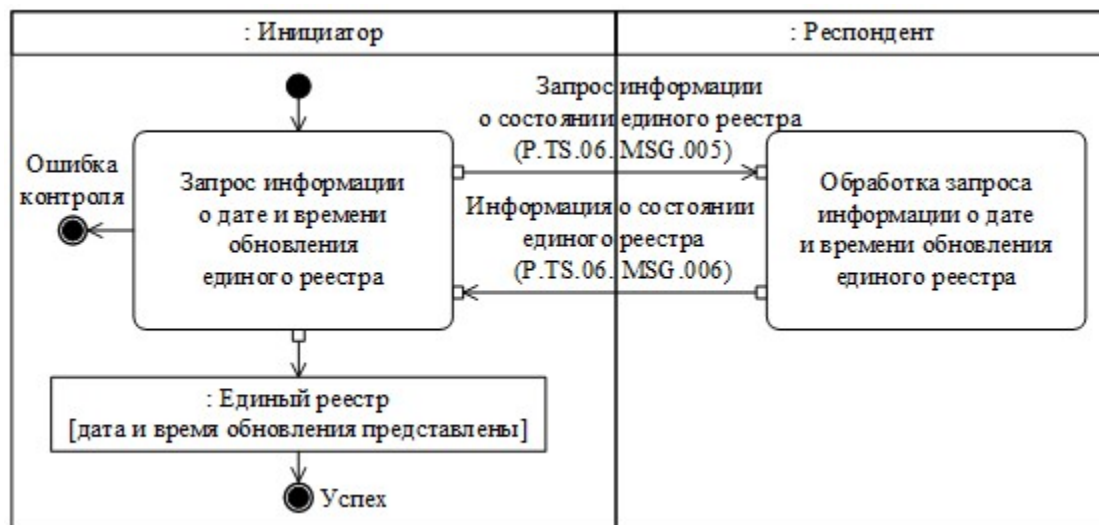 : Инициатор
: Респондент
Запрос информации
о состоянии единого реестра
(P.TS.06. MSG.005)
Ошибка
контроля
Запрос информации
о дате и времени
обновления
единого реестра
Информация о состоянии
единого реестра
(P.TS.06. MSG.006)
Обработка запроса
информации о дате
и времени обновления
единого реестра
: Единый реестр
[дата и время обновления представлены]
Успех